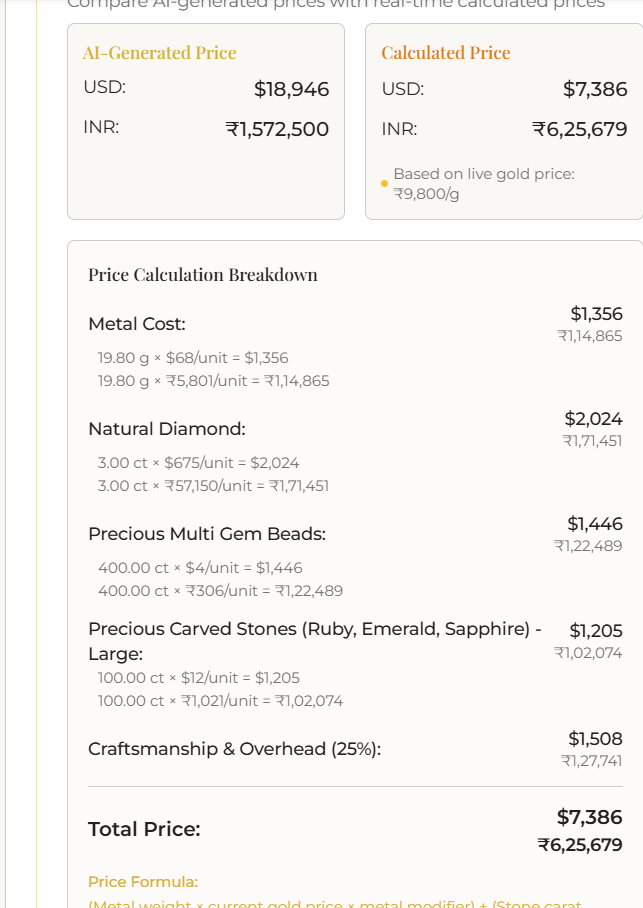 Compare AI-generated prices with real-time calculated prices
AI-Generated Price
USD: $18,946
INR: ₹1,572,500
Calculated Price
USD: $7,386
INR: ₹6,25,679
Based on live gold price:
₹9,800/g
Price Calculation Breakdown
Metal Cost: $1,356
₹1,14,865
19.80 g × $68/unit = $1,356
19.80 g × ₹5,801/unit = ₹1,14,865
Natural Diamond: $2,024
₹1,71,451
3.00 ct × $675/unit = $2,024
3.00 ct × ₹57,150/unit = ₹1,71,451
Precious Multi Gem Beads: $1,446
₹1,22,489
400.00 ct × $4/unit = $1,446
400.00 ct × ₹306/unit = ₹1,22,489
Precious Carved Stones (Ruby, Emerald, Sapphire) - $1,205
Large: ₹1,02,074
100.00 ct × $12/unit = $1,205
100.00 ct × ₹1,021/unit = ₹1,02,074
Craftsmanship & Overhead (25%): $1,508
₹1,27,741
Total Price: $7,386
₹6,25,679
Price Formula:
(Metal weight × current gold price × metal modifier) + (Stone carat